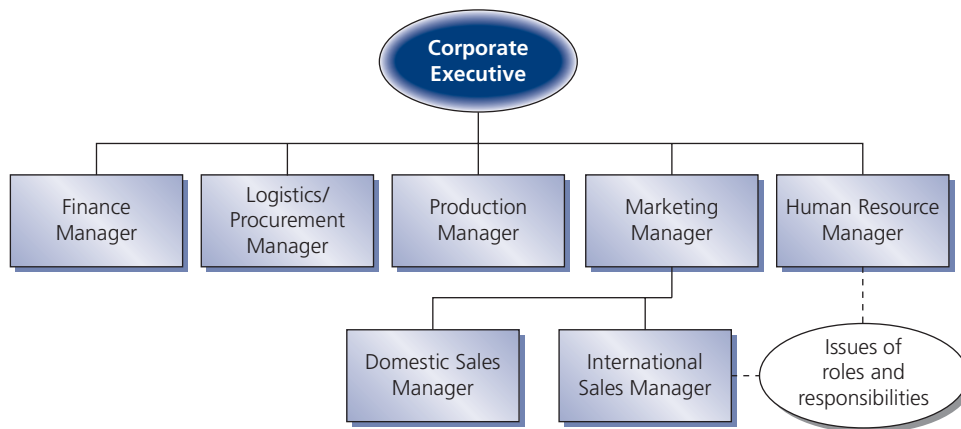 Corporate
Executive
Finance
Manager
Logistics/
Procurement
Manager
Production
Manager
Marketing
Manager
Human Resource
Manager
Domestic Sales
Manager
International
Sales Manager
Issues of
roles and
responsibilities